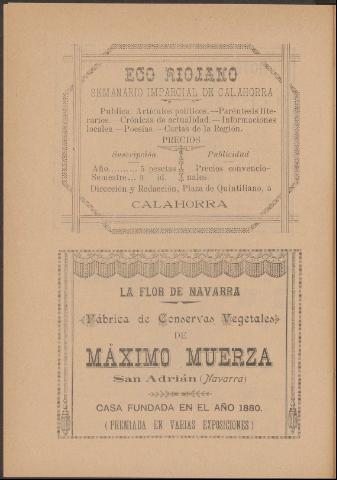 ECO RIOJANO
SEMANARIO IMPARCIAL DE CALAHORRA
Publica: Artículos políticos.—Paréntesis lite-
rarios.—Crónicas de actualidad.—Informaciones
locales—Poesías—Cartas de la Región.
PRECIOS
Suscripción Publicidad
Año.......... 5 pesetas Precios convencio-
Semestre... 3 id. nales
Dirección y Redacción, Plaza de Quintiliano, 5
CALAHORRA
LA FLOR DE NAVARRA
Fábrica de Conservas Vegetales
DE
MÁXIMO MUERZA
San Adrián (Navarra)
CASA FUNDADA EN EL AÑO 1880.
(PREMIADA EN VARIAS EXPOSICIONES)